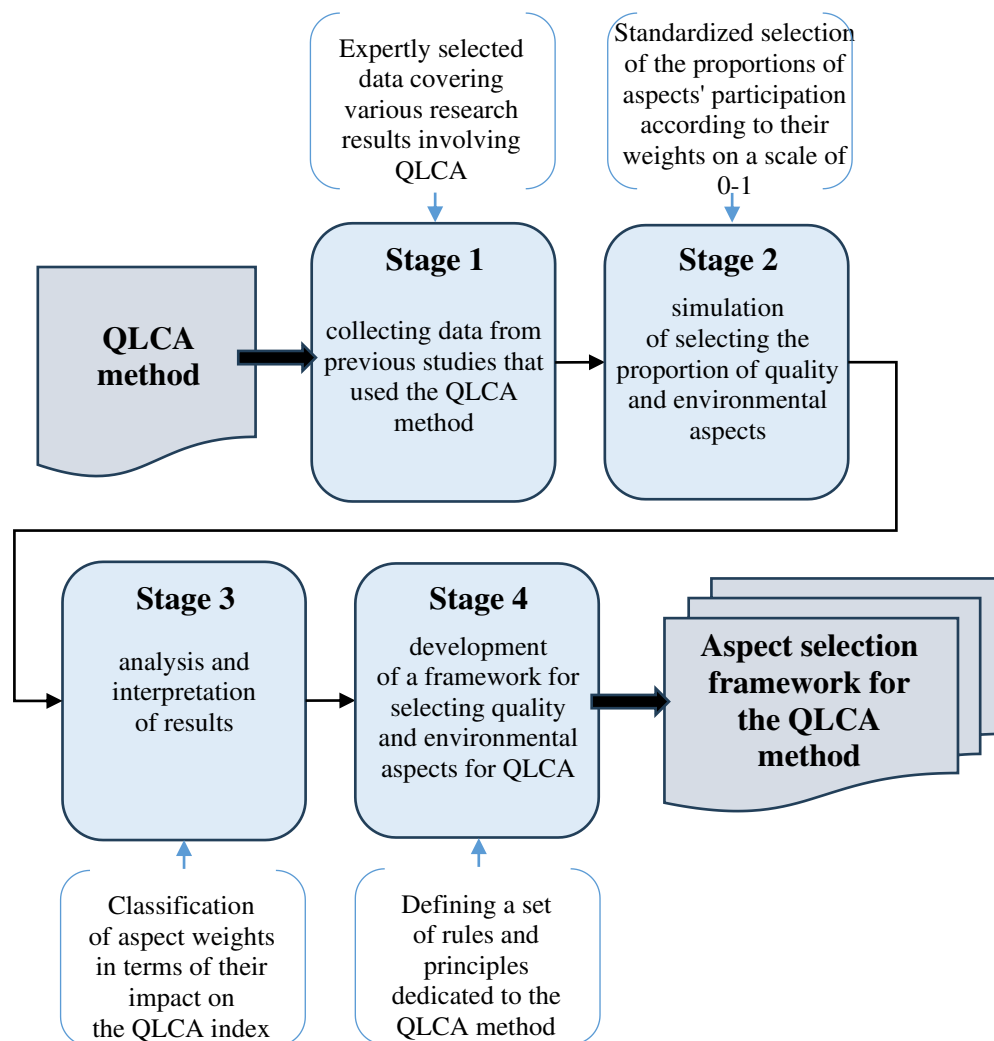 Expertly selected
data covering
various research
results involving
QLCA
Standardized selection
of the proportions of
aspects' participation
according to their
weights on a scale of
0-1
QLCA
method
Stage 1
collecting data from
previous studies that
used the QLCA
method
Stage 2
simulation
of selecting the
proportion of quality
and environmental
aspects
Stage 3
analysis and
interpretation
of results
Stage 4
development
of a framework for
selecting quality
and environmental
aspects for QLCA
Aspect selection
framework for
the QLCA
method
Classification
of aspect weights
in terms of their
impact on
the QLCA index
Defining a set
of rules and
principles
dedicated to the
QLCA method